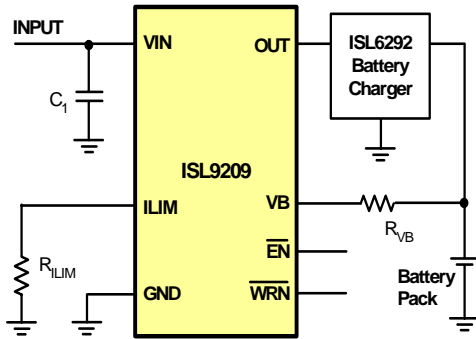 INPUT
VIN
OUT
ISL6292
Battery
Charger
C1
ISL9209
ILIM
VB
RVB
EN
RILIM
GND
WRN
Battery
Pack